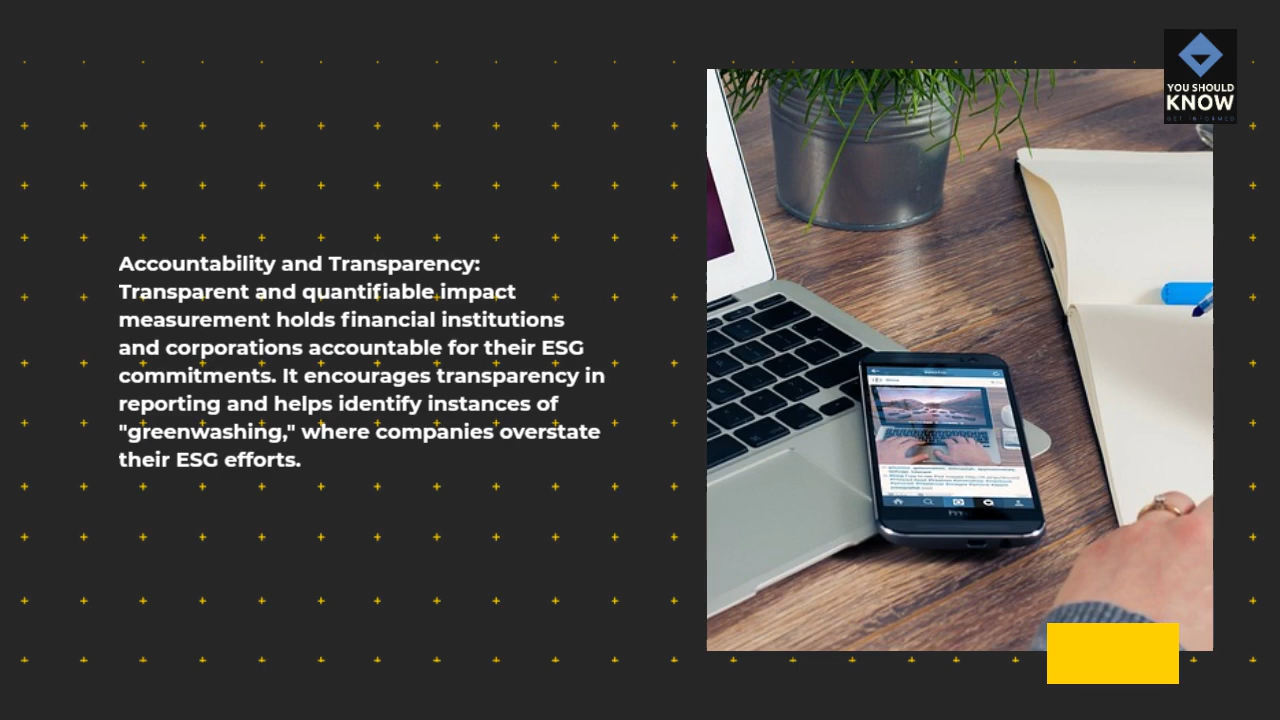 YOU SHOULD
KNOW
GET INFORMED
Accountability and Transparency:
Transparent and quantifiable impact
measurement holds financial institutions
and corporations accountable for their ESG
commitments. It encourages transparency in
reporting and helps identify instances of
"greenwashing," where companies overstate
their ESG efforts.